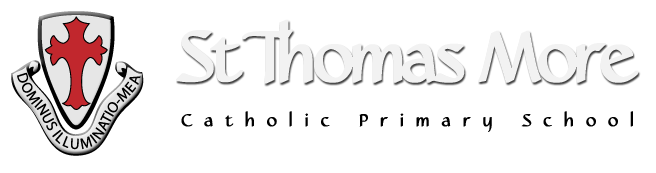 St Thomas More
Catholic Primary School
DOMINUS ILLUMINATIO-MEA